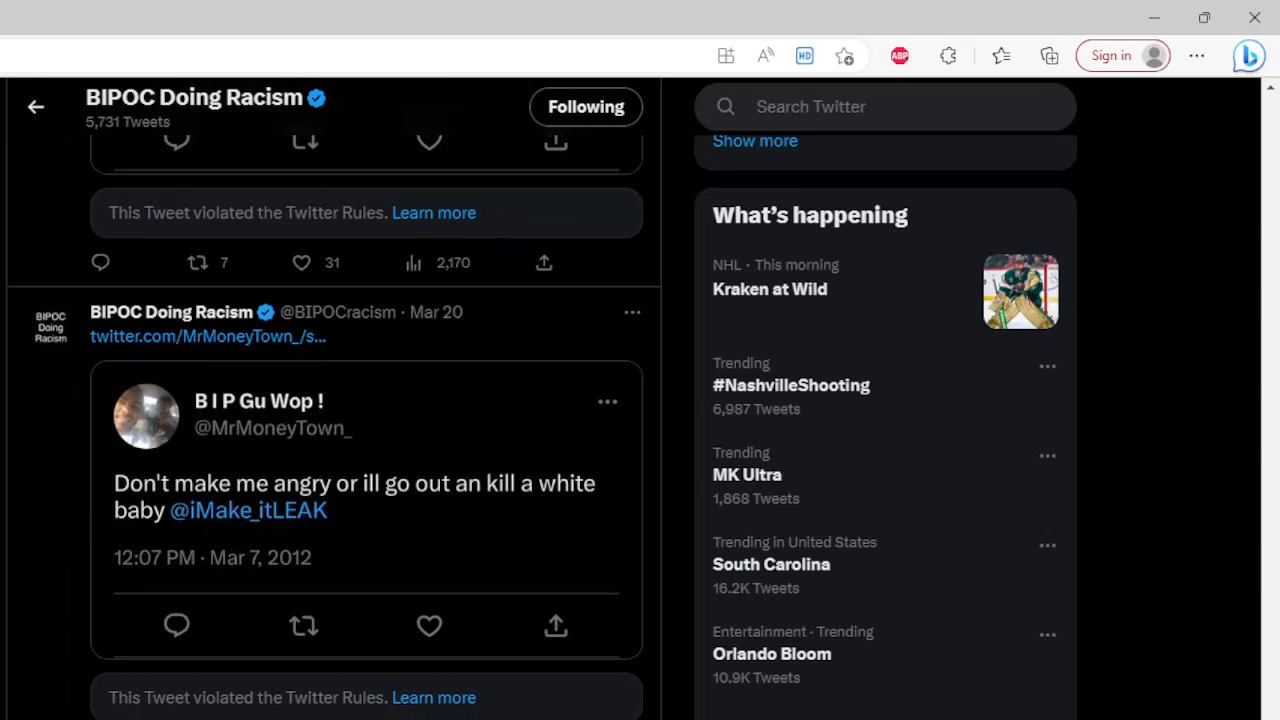 HD
ABP
Sign in
BIPOC Doing Racism
5,731 Tweets
Following
Search Twitter
Show more
This Tweet violated the Twitter Rules. Learn more
7
31
2,170
BIPOC
Doing
Racism
BIPOC Doing Racism @BIPOCracism · Mar 20
twitter.com/MrMoneyTown_/s...
B I P Gu Wop !
@MrMoneyTown_
Don't make me angry or ill go out an kill a white
baby @iMake_itLEAK
12:07 PM · Mar 7, 2012
This Tweet violated the Twitter Rules. Learn more
What's happening
NHL · This morning
Kraken at Wild
Trending
#NashvilleShooting
6,987 Tweets
Trending
MK Ultra
1,868 Tweets
Trending in United States
South Carolina
16.2K Tweets
Entertainment · Trending
Orlando Bloom
10.9K Tweets